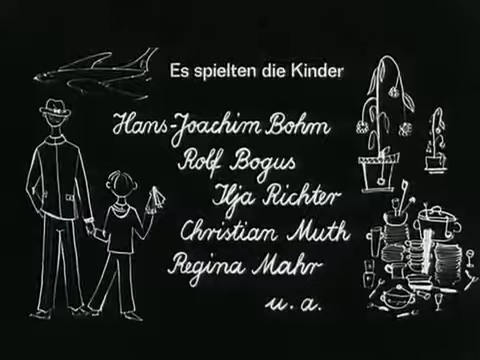 Es spielten die Kinder
Hans-Joachim Bohm
Rolf Bogus
Ilja Richter
Christian Muth
Regina Mahr
u. a.